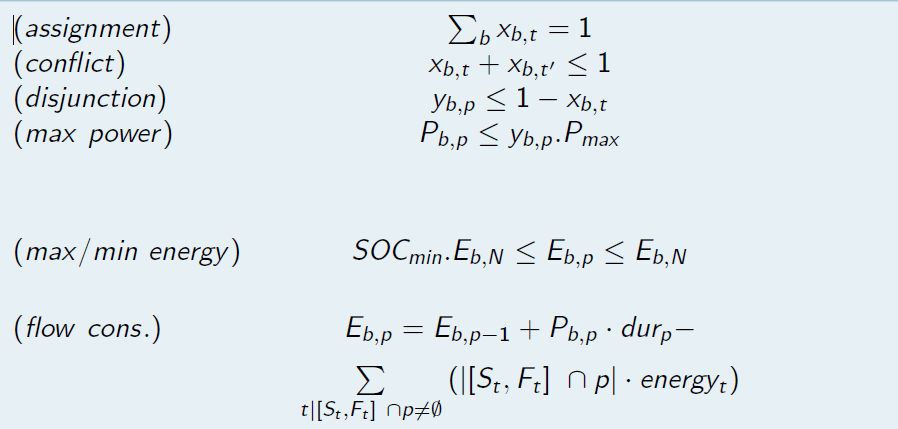 (assignment) ∑_b x_{b,t} = 1
(conflict) x_{b,t} + x_{b,t'} ≤ 1
(disjunction) y_{b,p} ≤ 1 − x_{b,t}
(max power) P_{b,p} ≤ y_{b,p}.P_{max}
(max/min energy) SOC_{min}.E_{b,N} ≤ E_{b,p} ≤ E_{b,N}
(flow cons.) E_{b,p} = E_{b,p−1} + P_{b,p} · dur_p−
∑_{t|[S_t,F_t] ∩p≠∅} (|[S_t, F_t] ∩ p| · energy_t)